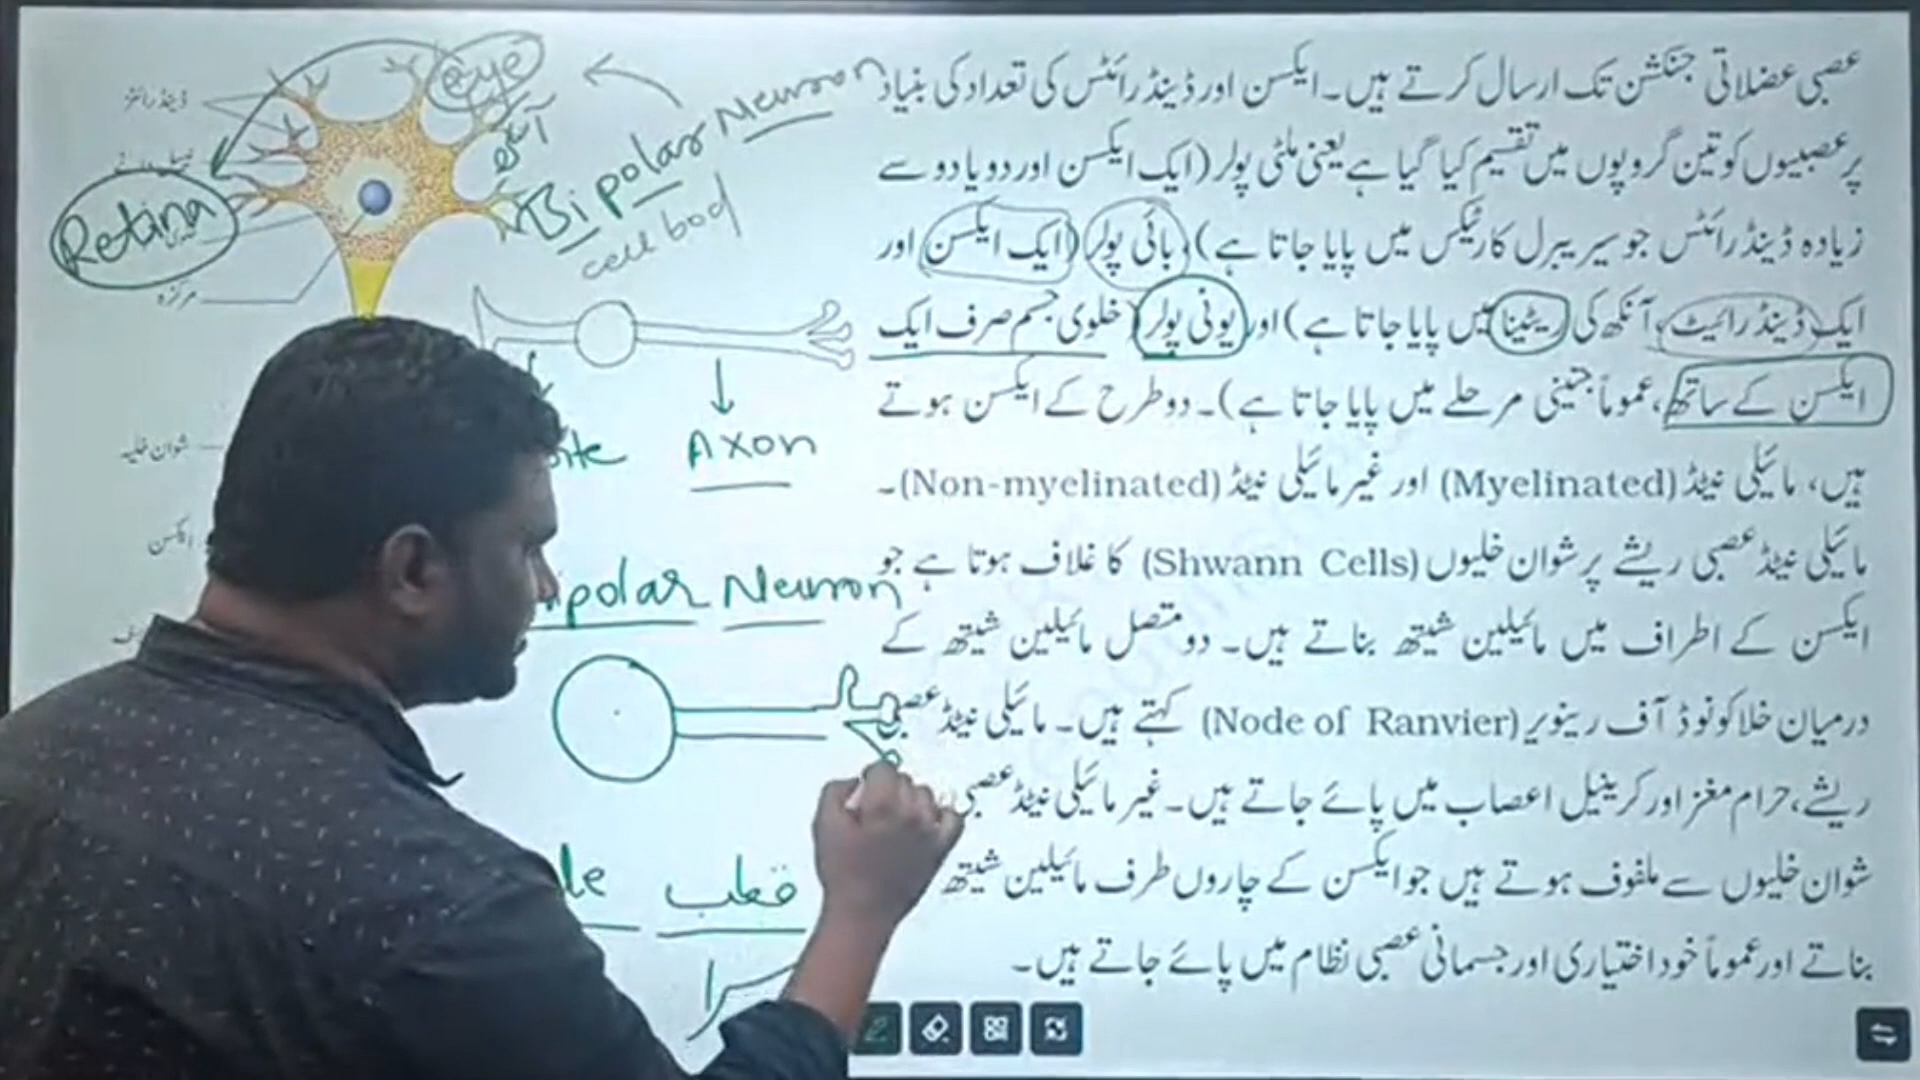 عصبی عضلاتی جنکشن تک ارسال کرتے ہیں۔ ایکسن اور ڈینڈرائٹس کی تعداد کی بنیاد
پر عصبیوں کو تین گروپوں میں تقسیم کیا گیا ہے یعنی ملٹی پولر (ایک ایکسن اور دو یا دو سے
زیادہ ڈینڈرائٹس جو سیریبرل کارٹیکس میں پایا جاتا ہے)، بائی پولر (ایک ایکسن اور
ایک ڈینڈرائیٹ، آنکھ کی ریٹینا میں پایا جاتا ہے) اور یونی پولر (خلوی جسم صرف ایک
ایکسن کے ساتھ، عموماً جنینی مرحلے میں پایا جاتا ہے)۔ دو طرح کے ایکسن ہوتے
ہیں، مائیلی نیٹڈ (Myelinated) اور غیر مائیلی نیٹڈ (Non-myelinated)۔
مائیلی نیٹڈ عصبی ریشے پر شوان خلیوں (Shwann Cells) کا غلاف ہوتا ہے جو
ایکسن کے اطراف میں مائیلین شیتھ بناتے ہیں۔ دو متصل مائیلین شیتھ کے
درمیان خلا کو نوڈ آف رینویر (Node of Ranvier) کہتے ہیں۔ مائیلی نیٹڈ عصبی
ریشے، حرام مغز اور کرینیل اعصاب میں پائے جاتے ہیں۔ غیر مائیلی نیٹڈ عصبی
شوان خلیوں سے ملفوف ہوتے ہیں جو ایکسن کے چاروں طرف مائیلین شیتھ
بناتے اور عموماً خود اختیاری اور جسمانی عصبی نظام میں پائے جاتے ہیں۔
eye
آنکھ
Bipolar Neuron
cell body
Retina
ڈینڈرائٹز
مرکزہ
Axon
شوان خلیہ
ایکسن
polar Neuron
قطب
سرا